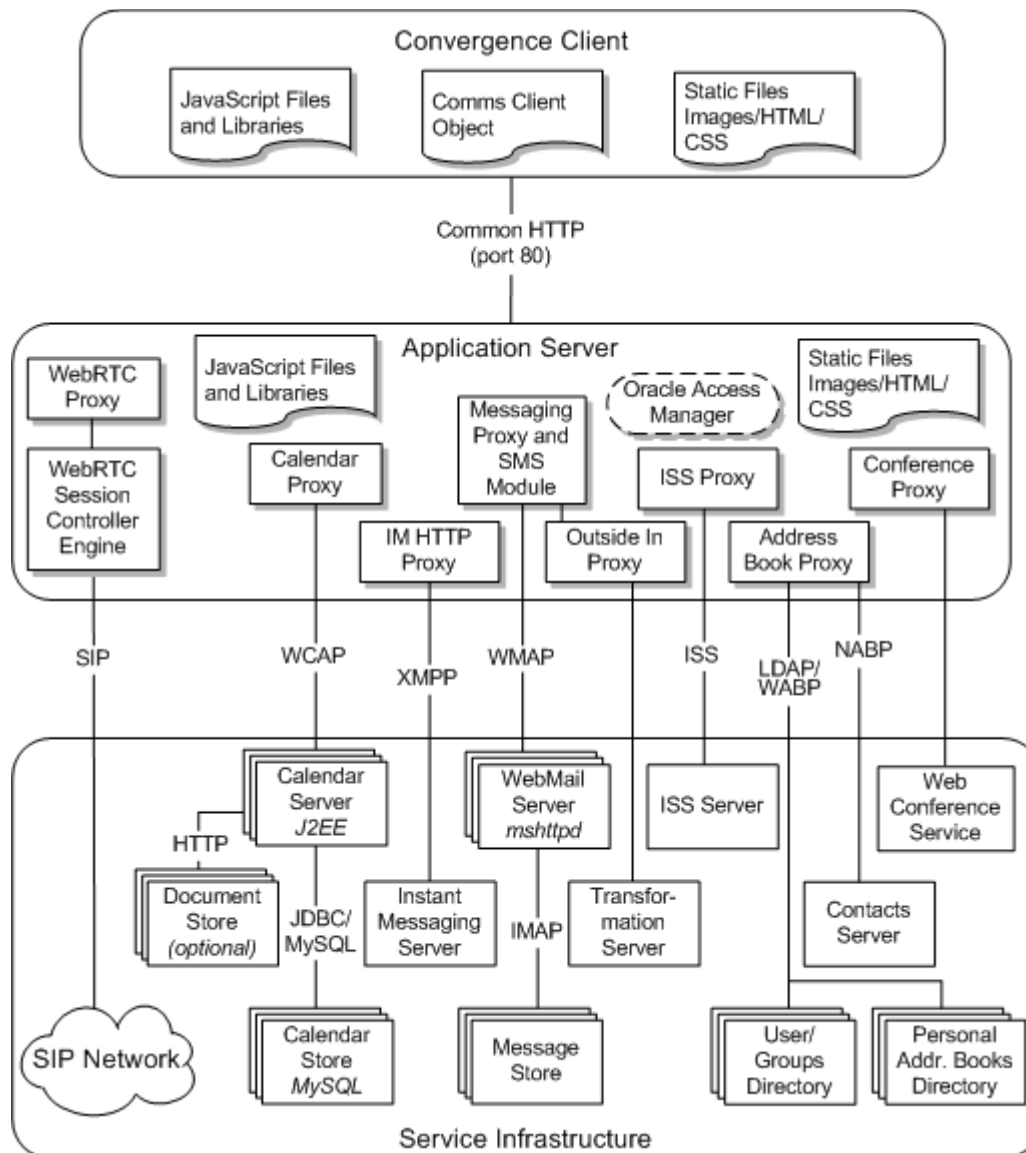 Convergence Client
JavaScript Files
and Libraries
Comms Client
Object
Static Files
Images/HTML/
CSS
Common HTTP
(port 80)
Application Server
WebRTC
Proxy
JavaScript Files
and Libraries
Messaging
Proxy and
SMS
Module
Oracle Access
Manager
Static Files
Images/HTML/
CSS
WebRTC
Session
Controller
Engine
Calendar
Proxy
ISS Proxy
Conference
Proxy
IM HTTP
Proxy
Outside In
Proxy
Address
Book Proxy
SIP
WCAP
XMPP
WMAP
ISS
LDAP/
WABP
NABP
Calendar
Server
J2EE
WebMail
Server
mshttpd
ISS Server
Web
Conference
Service
HTTP
Document
Store
(optional)
JDBC/
MySQL
Instant
Messaging
Server
IMAP
Transfor-
mation
Server
Contacts
Server
SIP Network
Calendar
Store
MySQL
Message
Store
User/
Groups
Directory
Personal
Addr. Books
Directory
Service Infrastructure